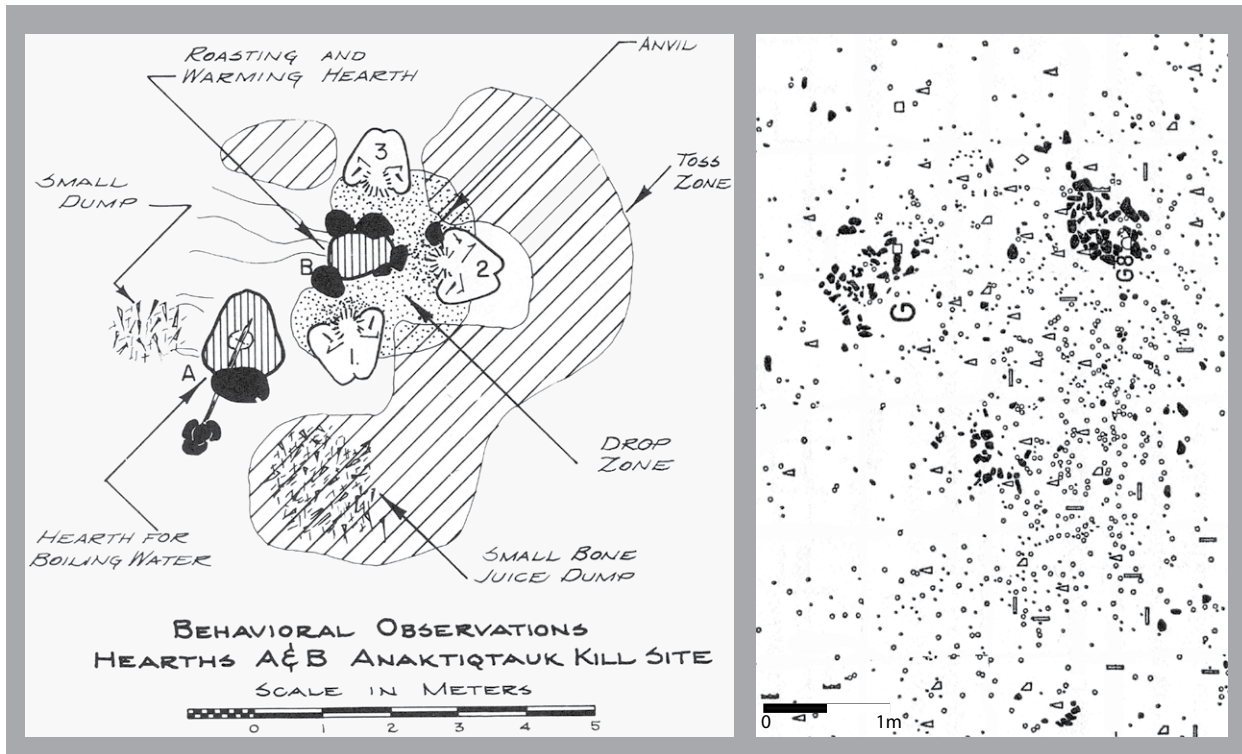 ROASTING AND
WARMING HEARTH
ANVIL
TOSS
ZONE
SMALL
DUMP
3
B
2
1.
A
DROP
ZONE
HEARTH FOR
BOILING WATER
SMALL BONE
JUICE DUMP
BEHAVIORAL OBSERVATIONS
HEARTHS A & B ANAKTIQTAUK KILL SITE
SCALE IN METERS
0 1 2 3 4 5
G8
G
0 1m